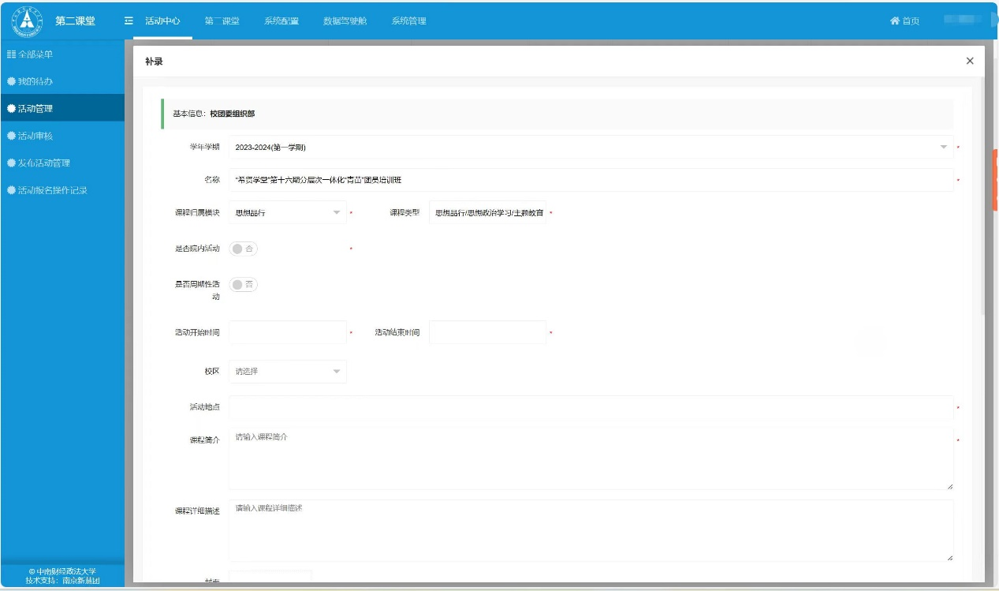 第二课堂
活动中心
第二课堂
系统配置
数据驾驶舱
系统管理
首页
全部菜单
我的待办
活动管理
活动审核
发布活动管理
活动报名操作记录
© 中南财经政法大学
技术支持：南京新慧团
补录
基本信息：校团委组织部
学年学期 2023-2024(第一学期)
名称 “希贤学堂”第十六期分层次一体化“青苗”团员培训班
课程归属模块 思想品行 * 课程类型 思想品行/思想政治学习/主题教育 *
是否院内活动 否 *
是否周期性活
动
否
活动开始时间 * 活动结束时间 *
校区 请选择
活动地点 *
课程简介 请输入课程简介 *
课程详细描述 请输入课程详细描述